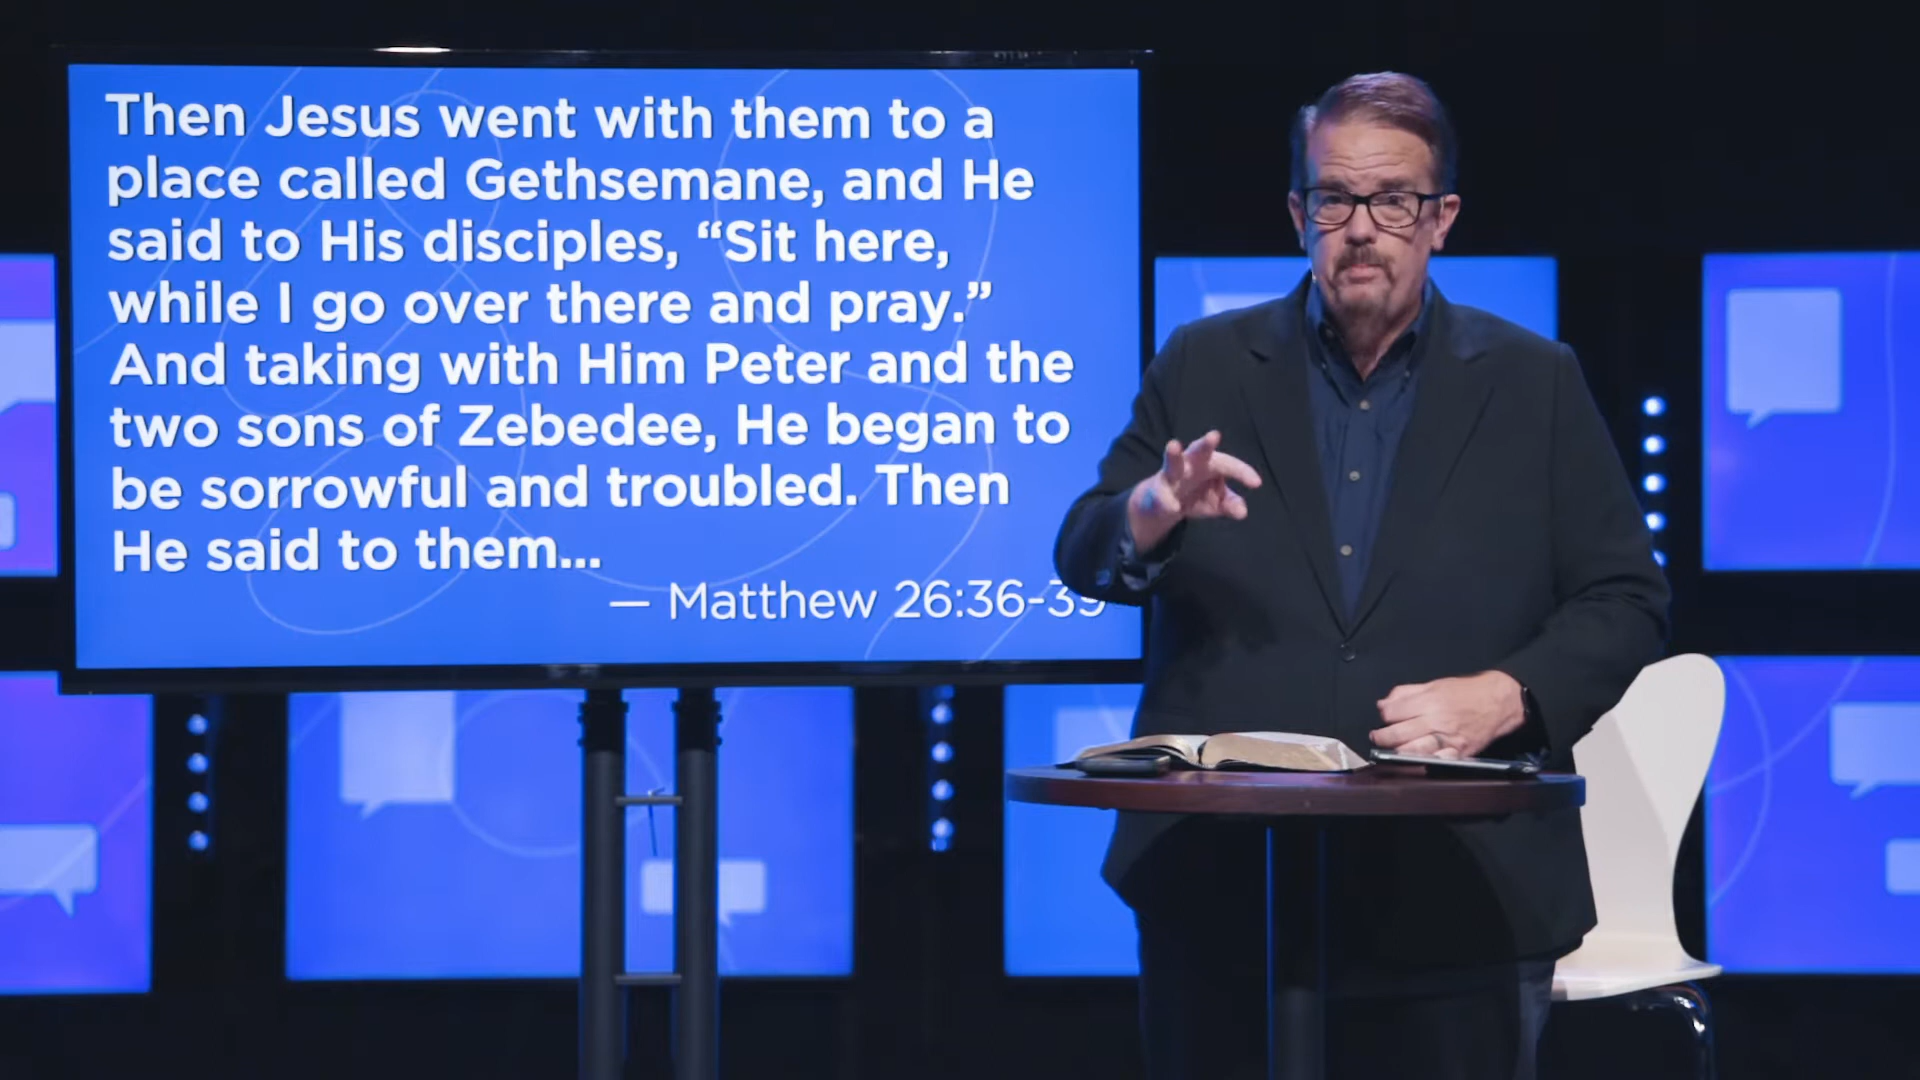 Then Jesus went with them to a
place called Gethsemane, and He
said to His disciples, “Sit here,
while I go over there and pray.”
And taking with Him Peter and the
two sons of Zebedee, He began to
be sorrowful and troubled. Then
He said to them...
— Matthew 26:36-39